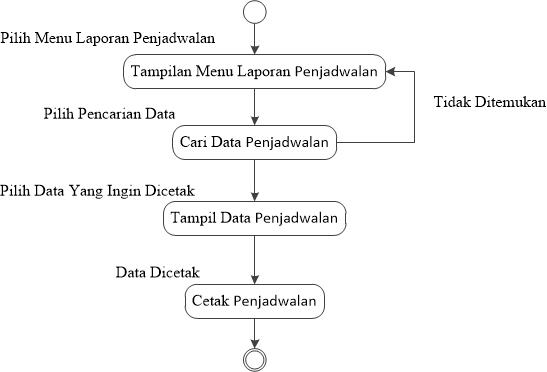 Pilih Menu Laporan Penjadwalan
Tampilan Menu Laporan Penjadwalan
Tidak Ditemukan
Pilih Pencarian Data
Cari Data Penjadwalan
Pilih Data Yang Ingin Dicetak
Tampil Data Penjadwalan
Data Dicetak
Cetak Penjadwalan